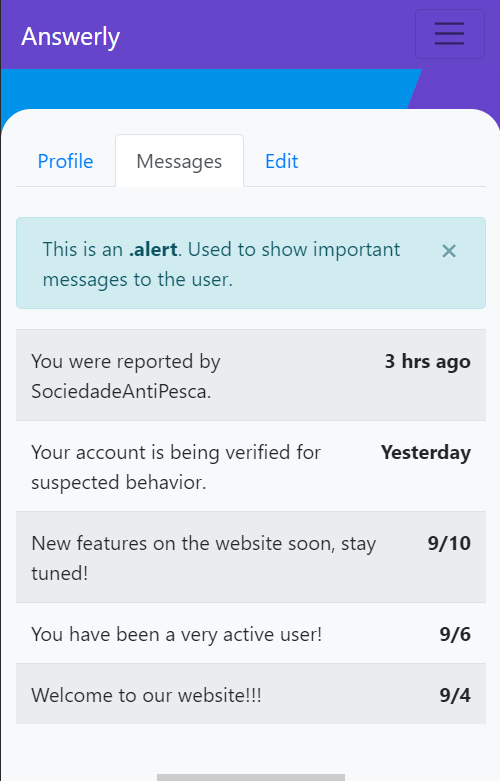 Answerly
Profile Messages Edit
This is an .alert. Used to show important ×
messages to the user.
You were reported by 3 hrs ago
SociedadeAntiPesca.
Your account is being verified for Yesterday
suspected behavior.
New features on the website soon, stay 9/10
tuned!
You have been a very active user! 9/6
Welcome to our website!!! 9/4